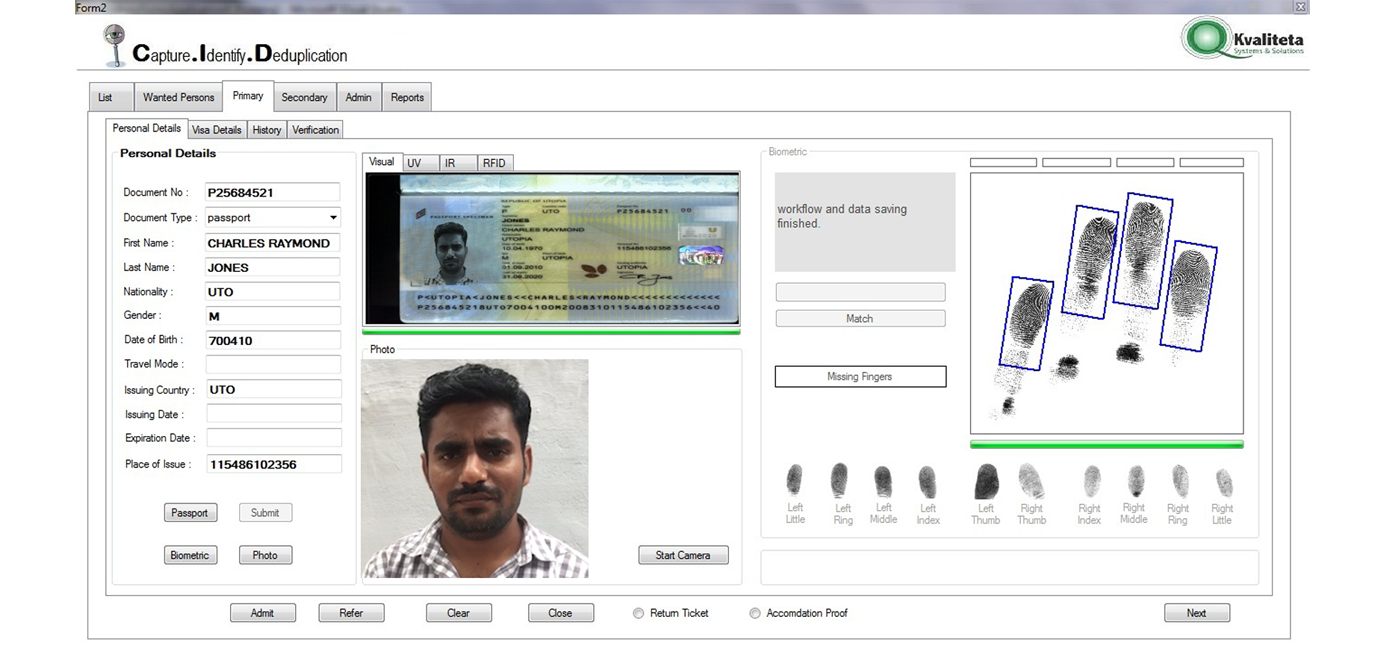 Form2
Capture.Identify.Deduplication
Kvaliteta
Systems & Solutions
List
Wanted Persons
Primary
Secondary
Admin
Reports
Personal Details
Visa Details
History
Verification
Personal Details
Document No :
P25684521
Document Type :
passport
First Name :
CHARLES RAYMOND
Last Name :
JONES
Nationality :
UTO
Gender :
M
Date of Birth :
700410
Travel Mode :
Issuing Country :
UTO
Issuing Date :
Expiration Date :
Place of Issue :
115486102356
Passport
Submit
Biometric
Photo
Visual
UV
IR
RFID
REPUBLIC OF UTOPIA
PASSPORT SPECIMEN
P
UTO
P25684521
JONES
CHARLES RAYMOND
UTOPIA
10.04.1970
115486102356
M
UTOPIA
31.08.2010
UTOPIA
31.08.2020
P<UTOPIA<JONES<<CHARLES<RAYMOND<<<<<<<<<<<<<
Photo
Start Camera
Biometric
workflow and data saving
finished.
Match
Missing Fingers
Left
Little
Left
Ring
Left
Middle
Left
Index
Left
Thumb
Right
Thumb
Right
Index
Right
Middle
Right
Ring
Right
Little
Admit
Refer
Clear
Close
Return Ticket
Accomdation Proof
Next